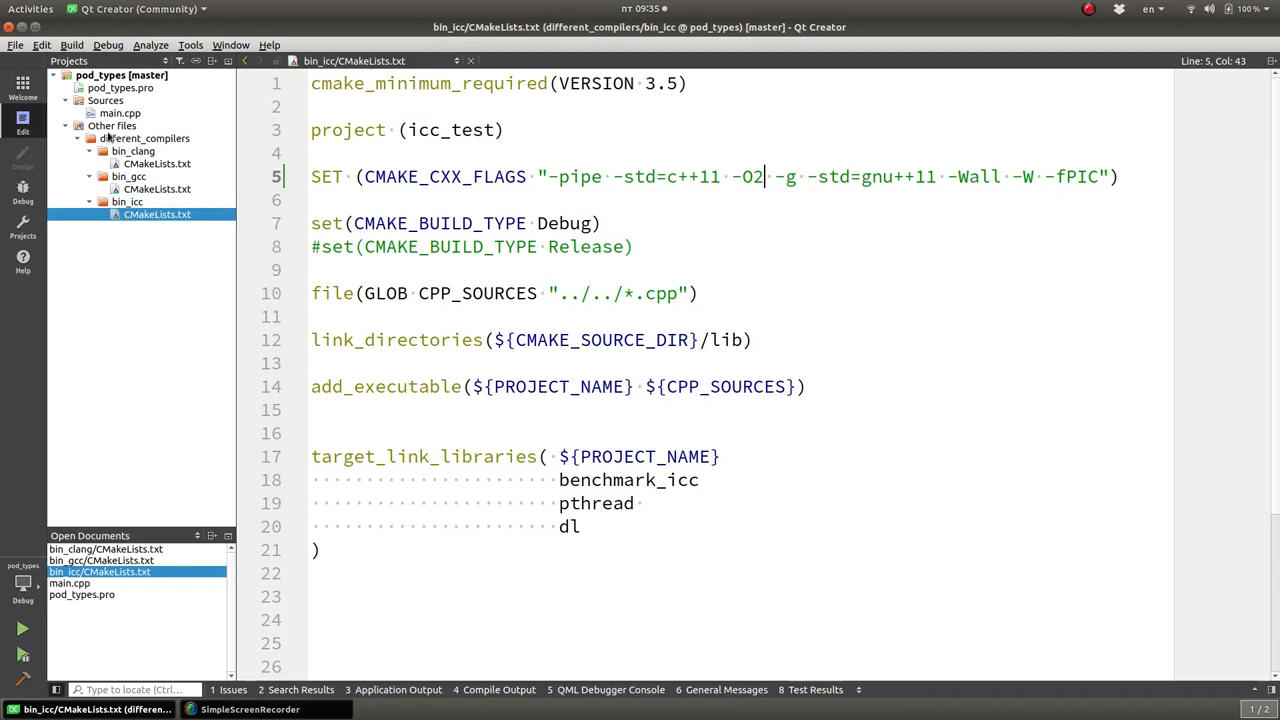 Activities
Qt Creator (Community)
пт 09:35
en
100 %
bin_icc/CMakeLists.txt (different_compilers/bin_icc @ pod_types) [master] - Qt Creator
File Edit Build Debug Analyze Tools Window Help
Projects
bin_icc/CMakeLists.txt
Line: 5, Col: 43
Welcome
Edit
Design
Debug
Projects
Help
pod_types [master]
pod_types.pro
Sources
main.cpp
Other files
different_compilers
bin_clang
CMakeLists.txt
bin_gcc
CMakeLists.txt
bin_icc
CMakeLists.txt
1 cmake_minimum_required(VERSION 3.5)
2
3 project (icc_test)
4
5 SET (CMAKE_CXX_FLAGS "-pipe -std=c++11 -O2 -g -std=gnu++11 -Wall -W -fPIC")
6
7 set(CMAKE_BUILD_TYPE Debug)
8 #set(CMAKE_BUILD_TYPE Release)
9
10 file(GLOB CPP_SOURCES "../../*.cpp")
11
12 link_directories(${CMAKE_SOURCE_DIR}/lib)
13
14 add_executable(${PROJECT_NAME} ${CPP_SOURCES})
15
16
17 target_link_libraries( ${PROJECT_NAME}
18 benchmark_icc
19 pthread
20 dl
21 )
22
23
24
25
26
Open Documents
bin_clang/CMakeLists.txt
bin_gcc/CMakeLists.txt
bin_icc/CMakeLists.txt
main.cpp
pod_types.pro
pod_types
Debug
Type to locate (Ctrl+...
1 Issues
2 Search Results
3 Application Output
4 Compile Output
5 QML Debugger Console
6 General Messages
8 Test Results
bin_icc/CMakeLists.txt (differen...
SimpleScreenRecorder
1 / 2